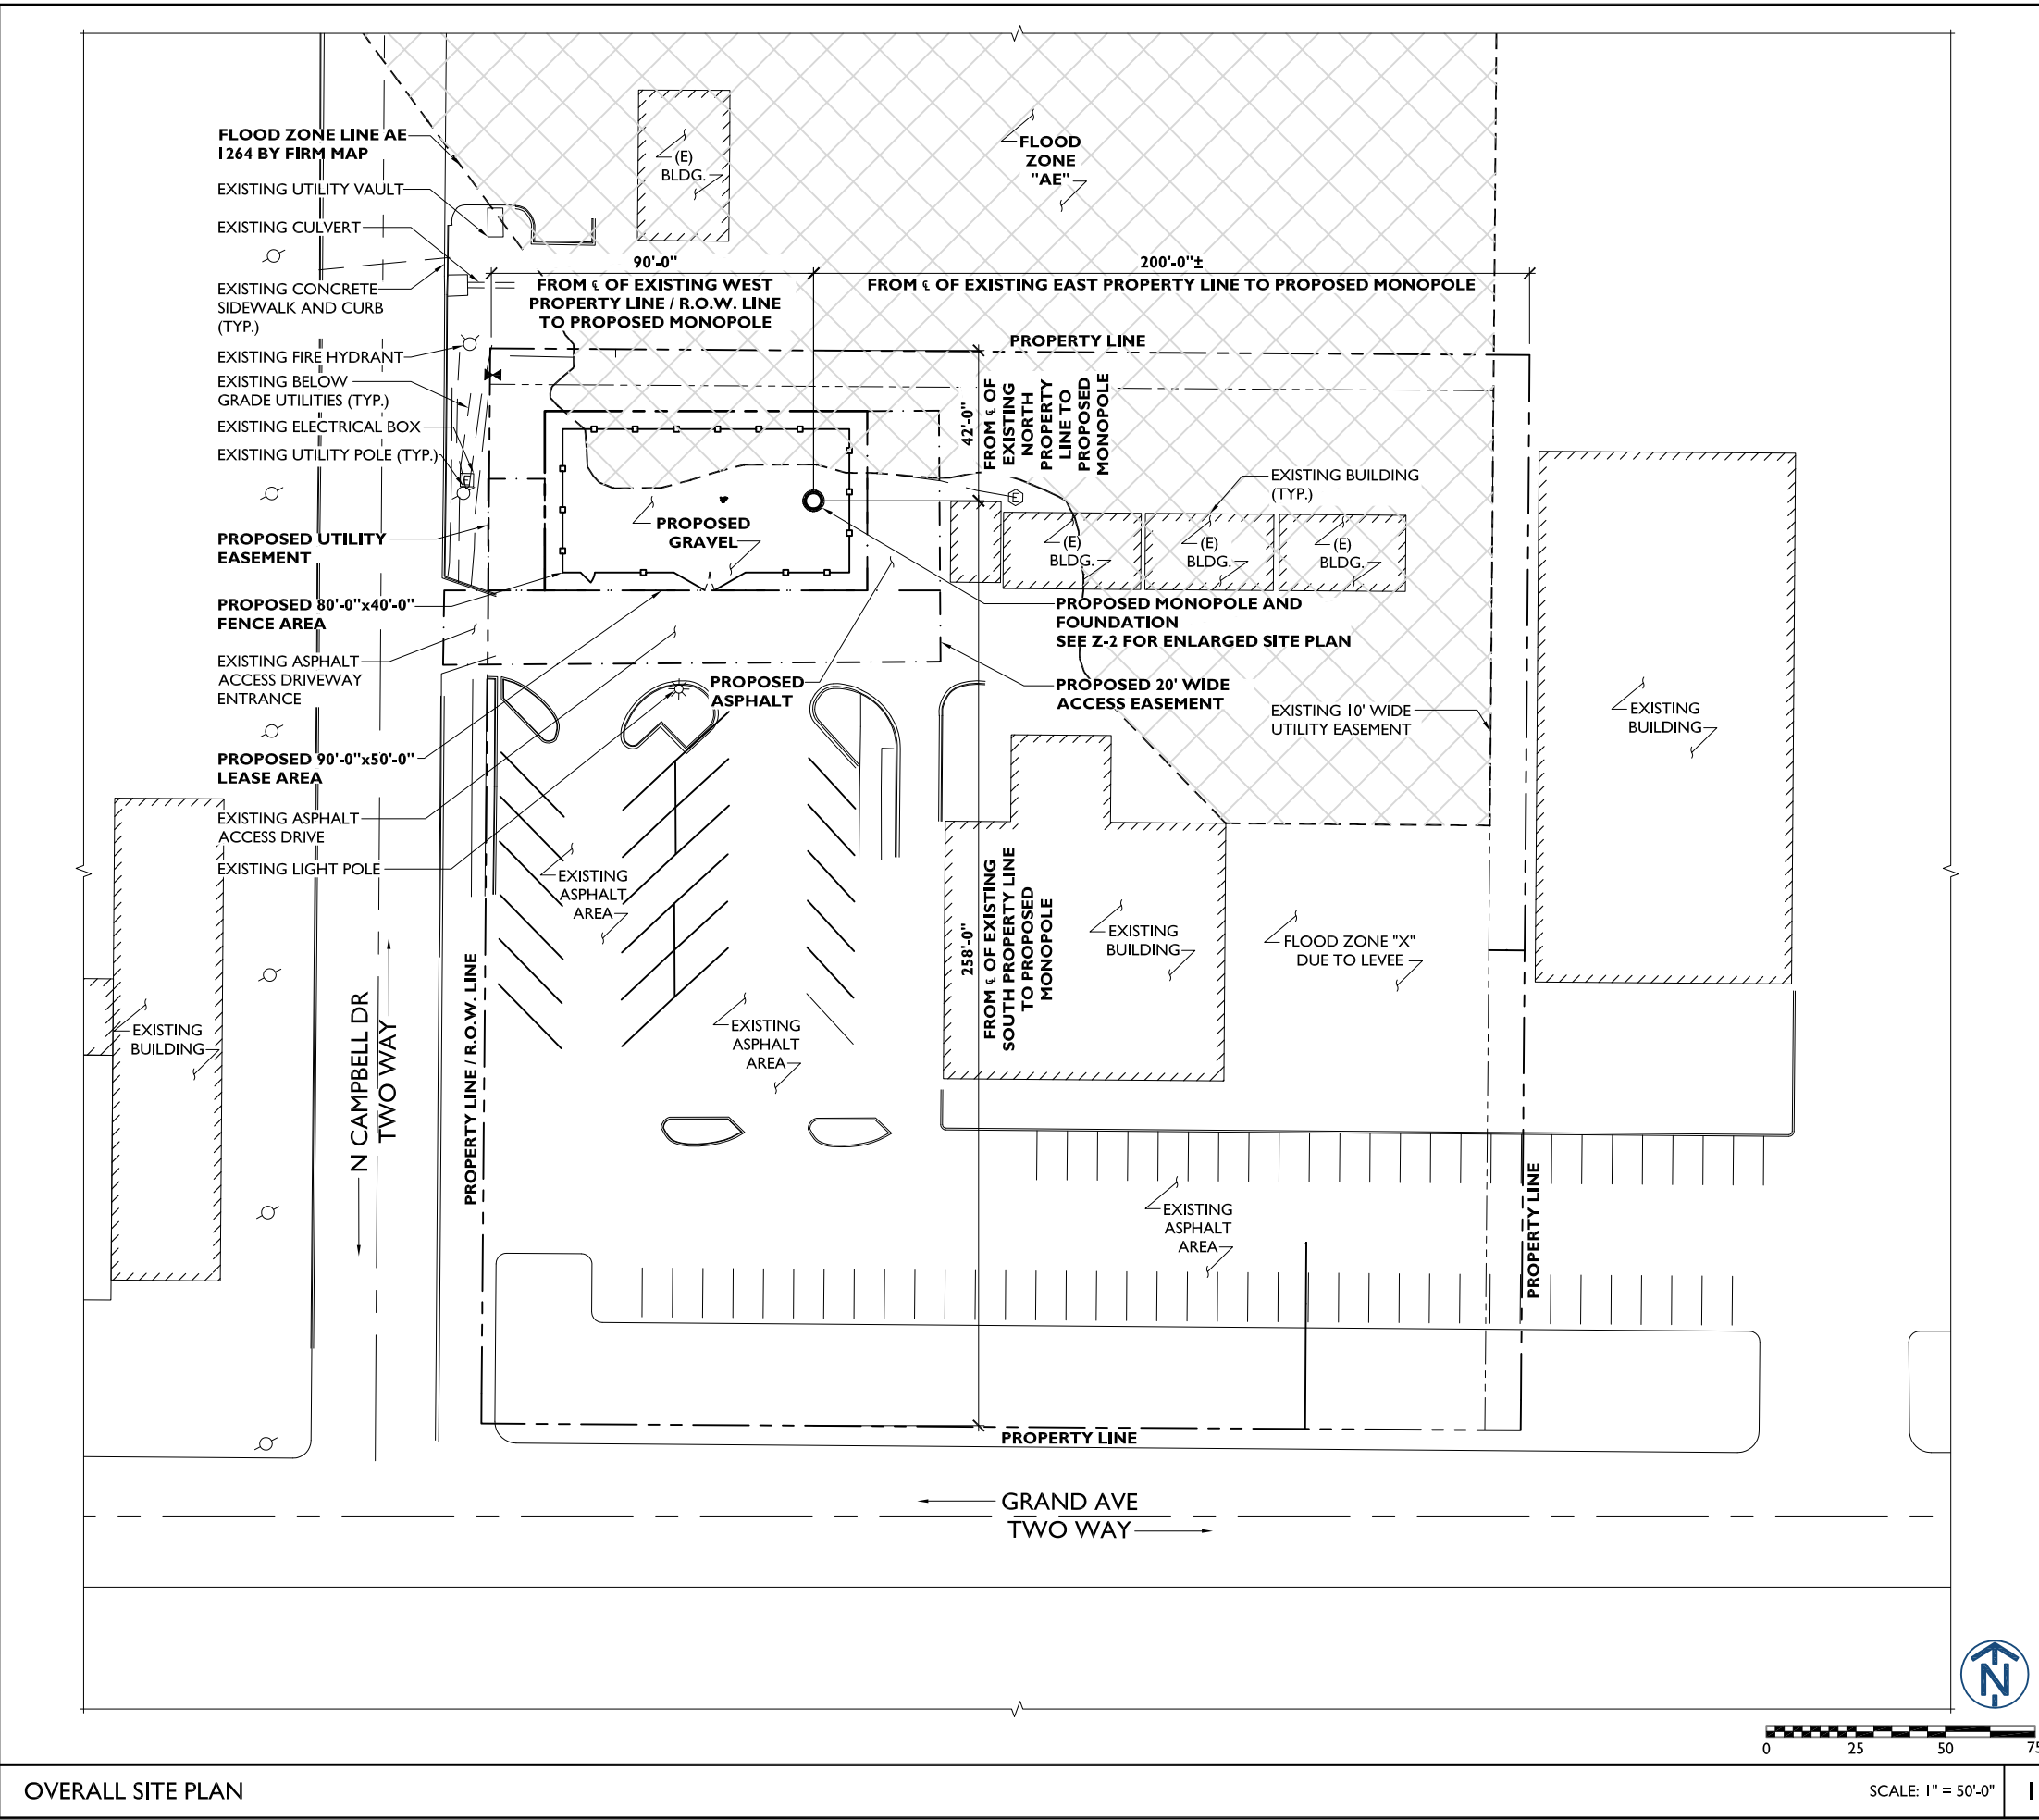 FLOOD ZONE LINE AE
1264 BY FIRM MAP
EXISTING UTILITY VAULT
EXISTING CULVERT
EXISTING CONCRETE
SIDEWALK AND CURB
(TYP.)
EXISTING FIRE HYDRANT
EXISTING BELOW
GRADE UTILITIES (TYP.)
EXISTING ELECTRICAL BOX
EXISTING UTILITY POLE (TYP.)
PROPOSED UTILITY
EASEMENT
PROPOSED 80'-0"x40'-0"
FENCE AREA
EXISTING ASPHALT
ACCESS DRIVEWAY
ENTRANCE
PROPOSED 90'-0"x50'-0"
LEASE AREA
EXISTING ASPHALT
ACCESS DRIVE
EXISTING LIGHT POLE
(E)
BLDG.
FLOOD
ZONE
"AE"
90'-0"
FROM ℄ OF EXISTING WEST
PROPERTY LINE / R.O.W. LINE
TO PROPOSED MONOPOLE
200'-0"±
FROM ℄ OF EXISTING EAST PROPERTY LINE TO PROPOSED MONOPOLE
PROPERTY LINE
42'-0"
FROM ℄ OF
EXISTING
NORTH
PROPERTY
LINE TO
PROPOSED
MONOPOLE
E
E
PROPOSED
GRAVEL
EXISTING BUILDING
(TYP.)
(E)
BLDG.
(E)
BLDG.
(E)
BLDG.
PROPOSED MONOPOLE AND
FOUNDATION
SEE Z-2 FOR ENLARGED SITE PLAN
PROPOSED
ASPHALT
PROPOSED 20' WIDE
ACCESS EASEMENT
EXISTING 10' WIDE
UTILITY EASEMENT
EXISTING
BUILDING
EXISTING
ASPHALT
AREA
258'-0"
FROM ℄ OF EXISTING
SOUTH PROPERTY LINE
TO PROPOSED
MONOPOLE
EXISTING
BUILDING
FLOOD ZONE "X"
DUE TO LEVEE
EXISTING
BUILDING
N CAMPBELL DR
TWO WAY
PROPERTY LINE / R.O.W. LINE
EXISTING
ASPHALT
AREA
EXISTING
ASPHALT
AREA
PROPERTY LINE
PROPERTY LINE
GRAND AVE
TWO WAY
N
0 25 50 75
OVERALL SITE PLAN
SCALE: 1" = 50'-0"
1